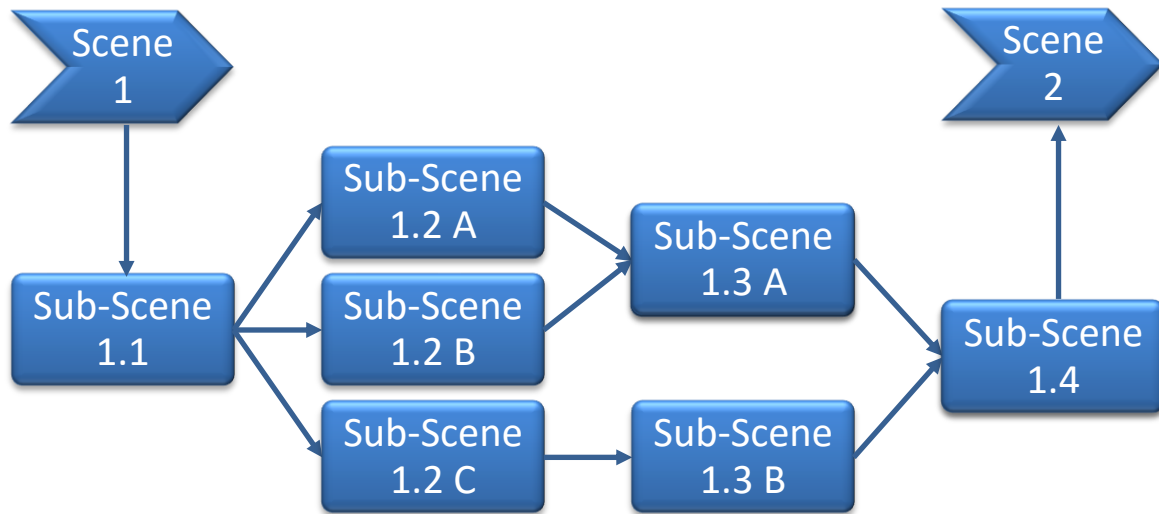 Scene
1
Scene
2
Sub-Scene
1.1
Sub-Scene
1.2 A
Sub-Scene
1.2 B
Sub-Scene
1.2 C
Sub-Scene
1.3 A
Sub-Scene
1.3 B
Sub-Scene
1.4